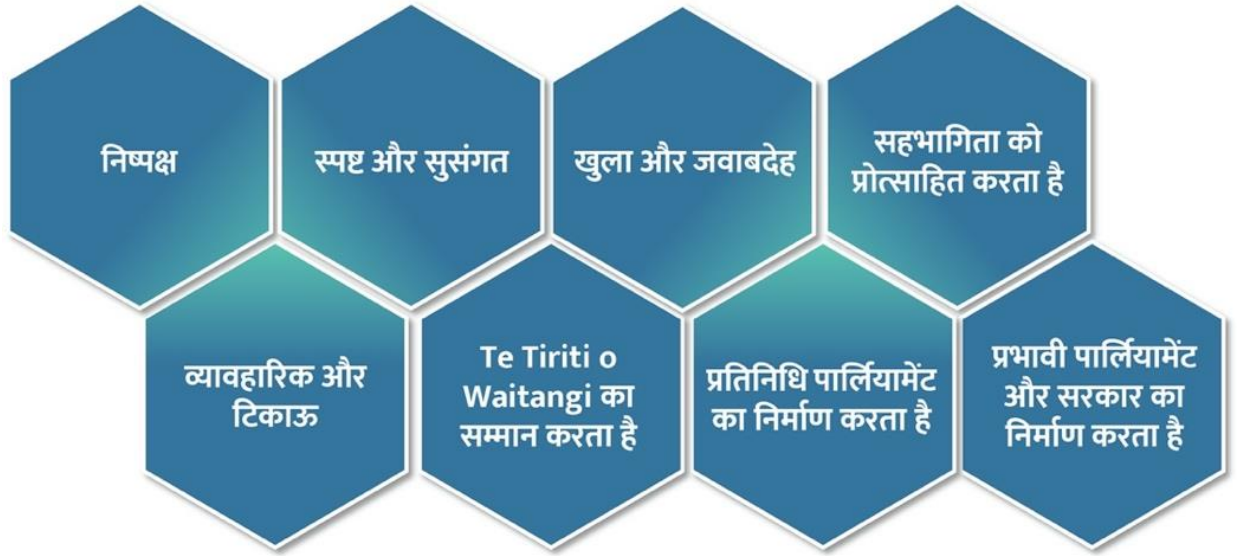 निष्पक्ष
स्पष्ट और सुसंगत
खुला और जवाबदेह
सहभागिता को
प्रोत्साहित करता है
व्यावहारिक और
टिकाऊ
Te Tiriti o
Waitangi का
सम्मान करता है
प्रतिनिधि पार्लियामेंट
का निर्माण करता है
प्रभावी पार्लियामेंट
और सरकार का
निर्माण करता है